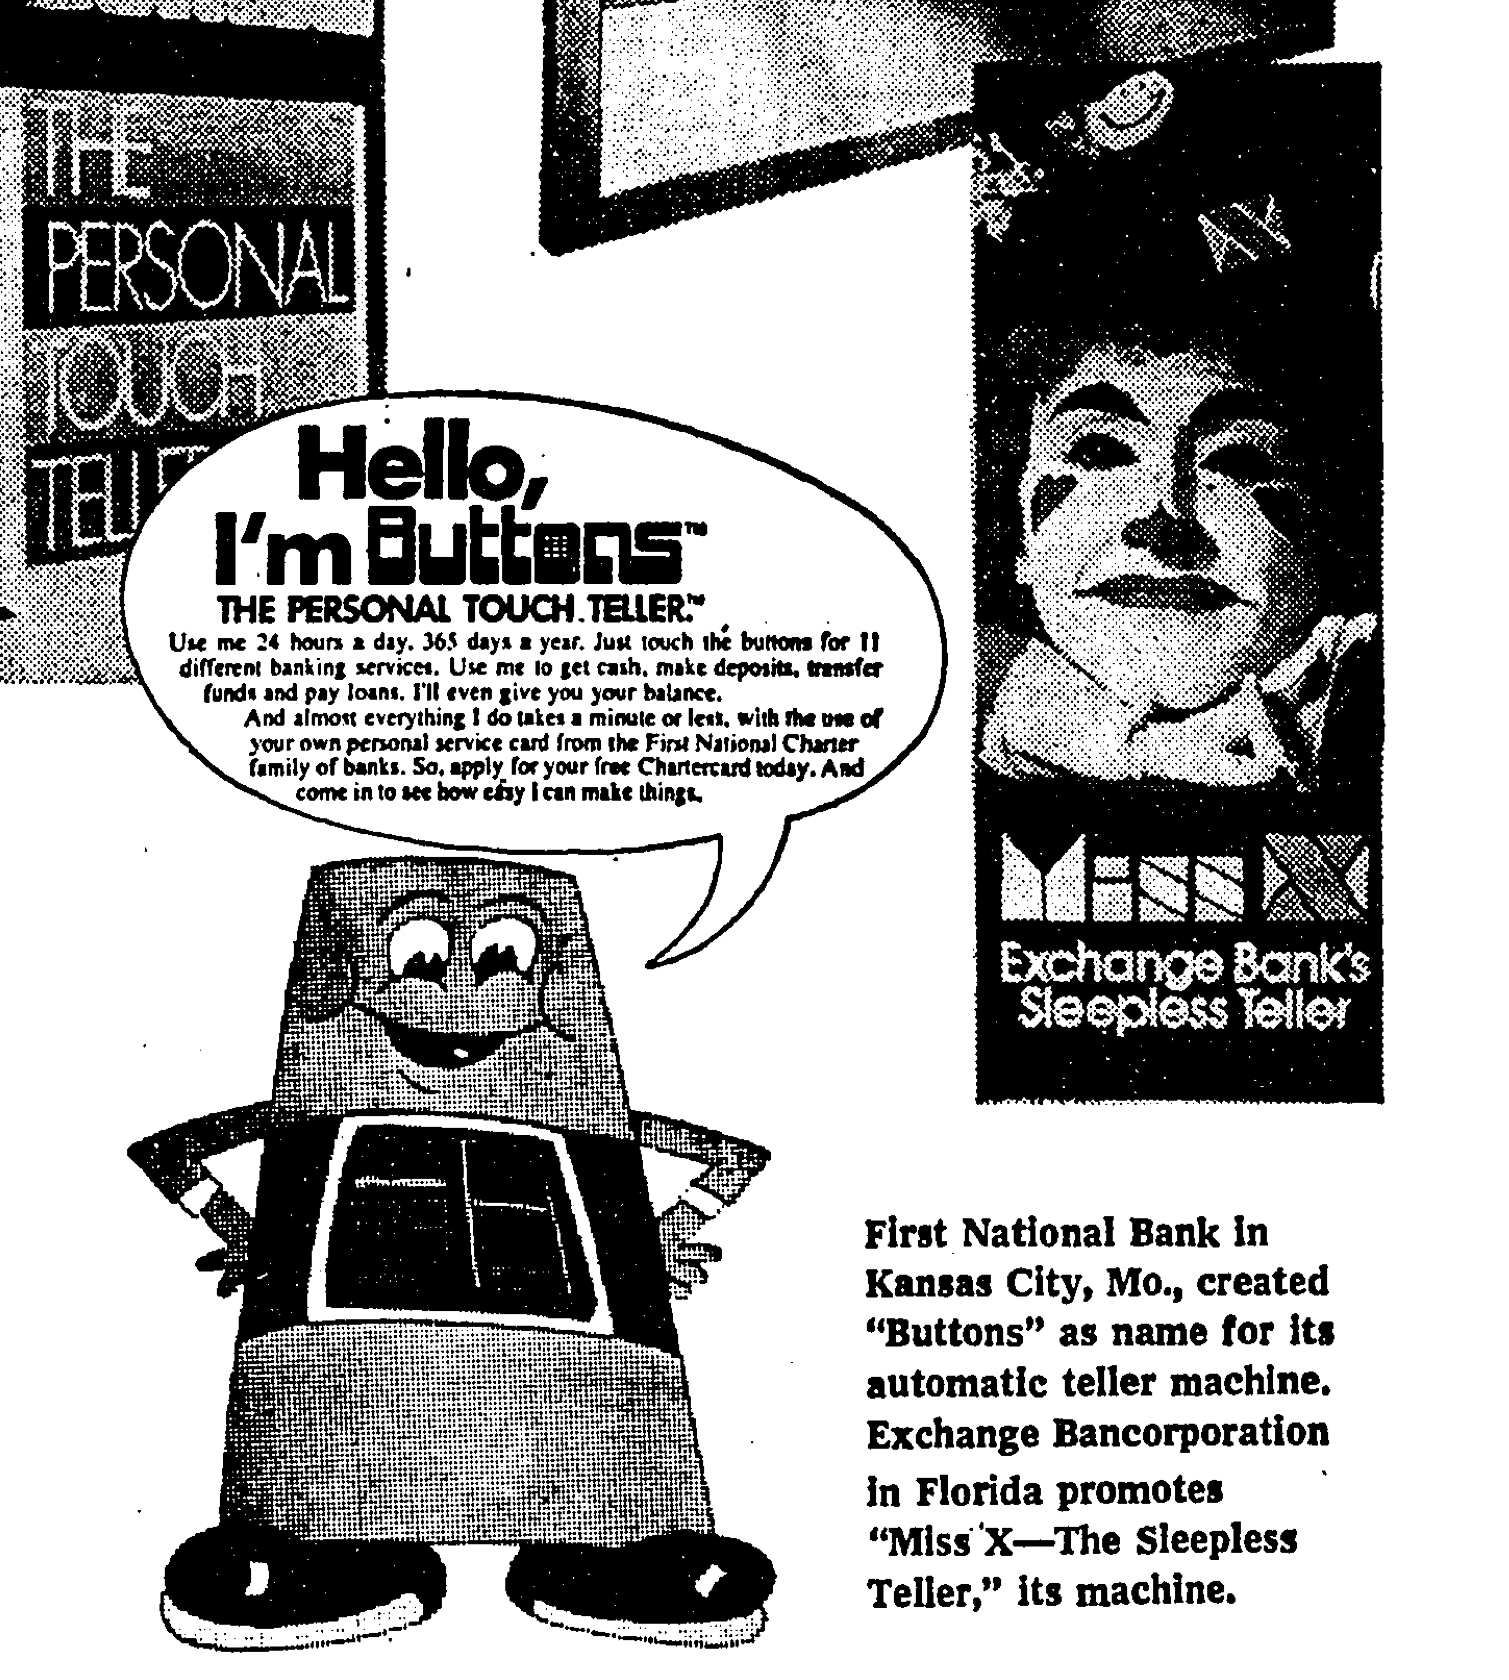 THE
PERSONAL
TOUCH
Hello,
I'm Buttons™
THE PERSONAL TOUCH TELLER.™
Use me 24 hours a day, 365 days a year. Just touch the buttons for 11
different banking services. Use me to get cash, make deposits, transfer
funds and pay loans. I'll even give you your balance.
And almost everything I do takes a minute or less, with the use of
your own personal service card from the First National Charter
family of banks. So, apply for your free Chartercard today. And
come in to see how easy I can make things.
Miss X
Exchange Bank's
Sleepless Teller
First National Bank in
Kansas City, Mo., created
“Buttons” as name for its
automatic teller machine.
Exchange Bancorporation
in Florida promotes
“Miss X—The Sleepless
Teller,” its machine.